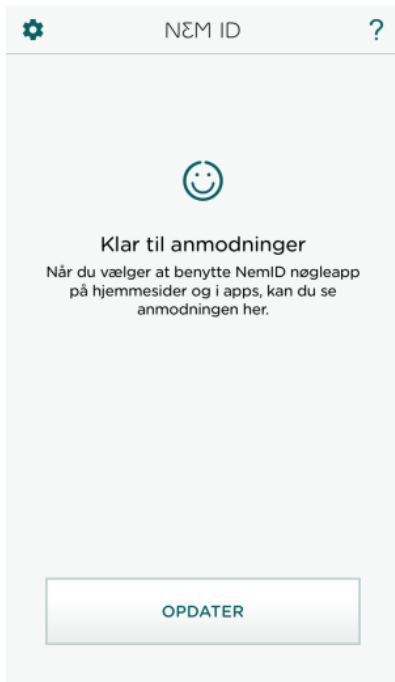 NEM ID ?
Klar til anmodninger
Når du vælger at benytte NemID nøgleapp
på hjemmesider og i apps, kan du se
anmodningen her.
OPDATER